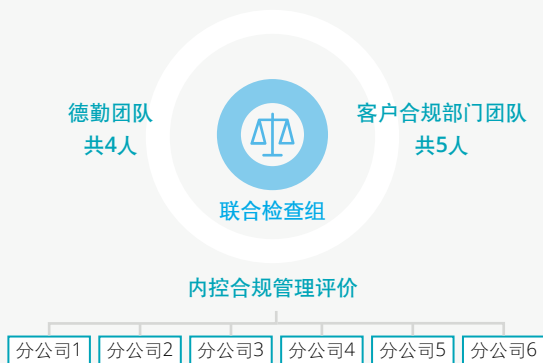 德勤团队
共4人
客户合规部门团队
共5人
联合检查组
内控合规管理评价
分公司1
分公司2
分公司3
分公司4
分公司5
分公司6